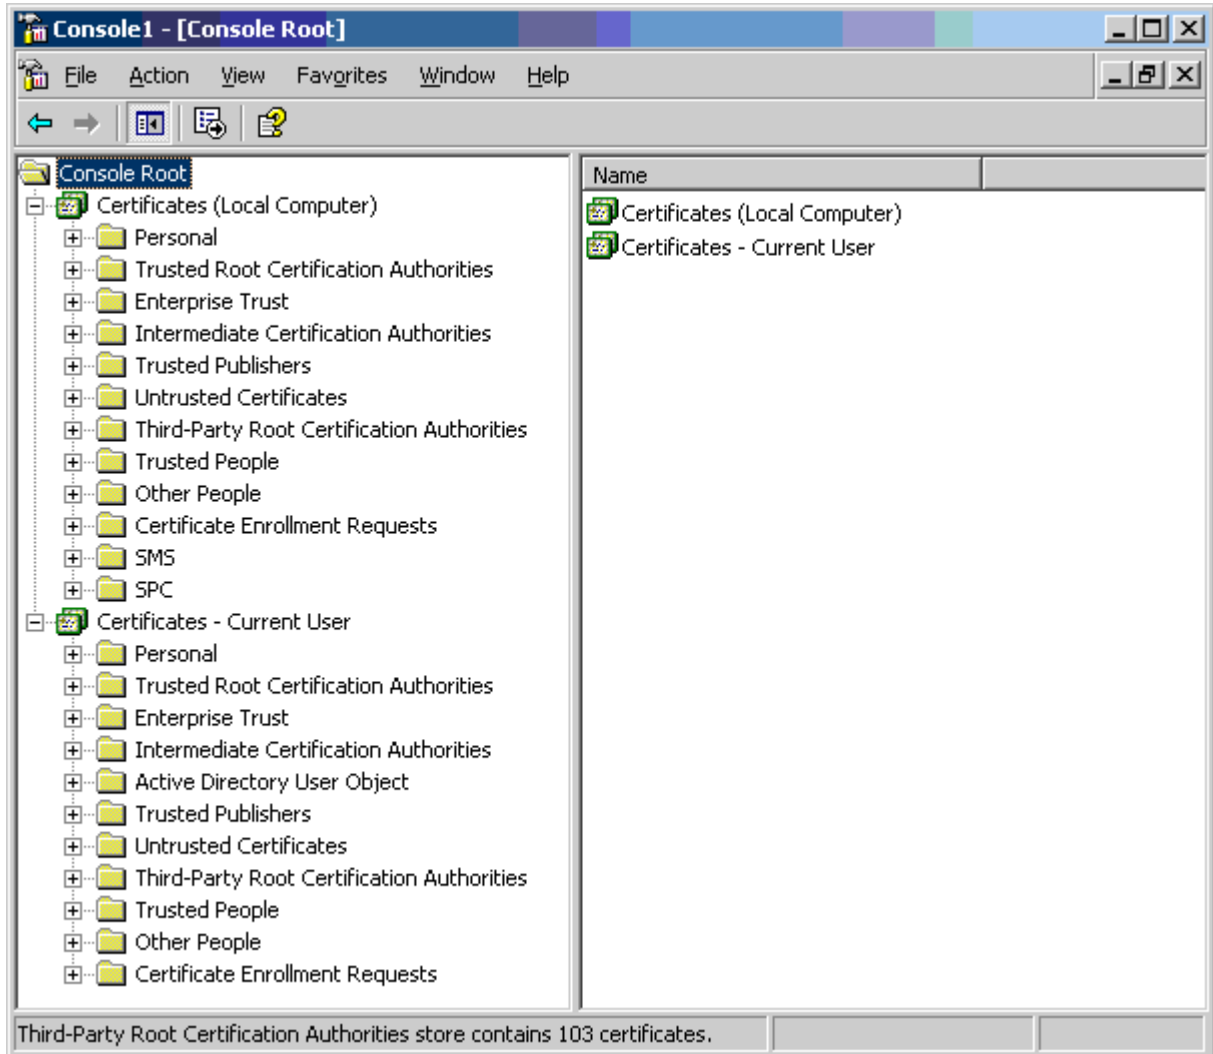 Console1 - [Console Root]
File Action View Favorites Window Help
Console Root
Certificates (Local Computer)
Personal
Trusted Root Certification Authorities
Enterprise Trust
Intermediate Certification Authorities
Trusted Publishers
Untrusted Certificates
Third-Party Root Certification Authorities
Trusted People
Other People
Certificate Enrollment Requests
SMS
SPC
Certificates - Current User
Personal
Trusted Root Certification Authorities
Enterprise Trust
Intermediate Certification Authorities
Active Directory User Object
Trusted Publishers
Untrusted Certificates
Third-Party Root Certification Authorities
Trusted People
Other People
Certificate Enrollment Requests
Name
Certificates (Local Computer)
Certificates - Current User
Third-Party Root Certification Authorities store contains 103 certificates.